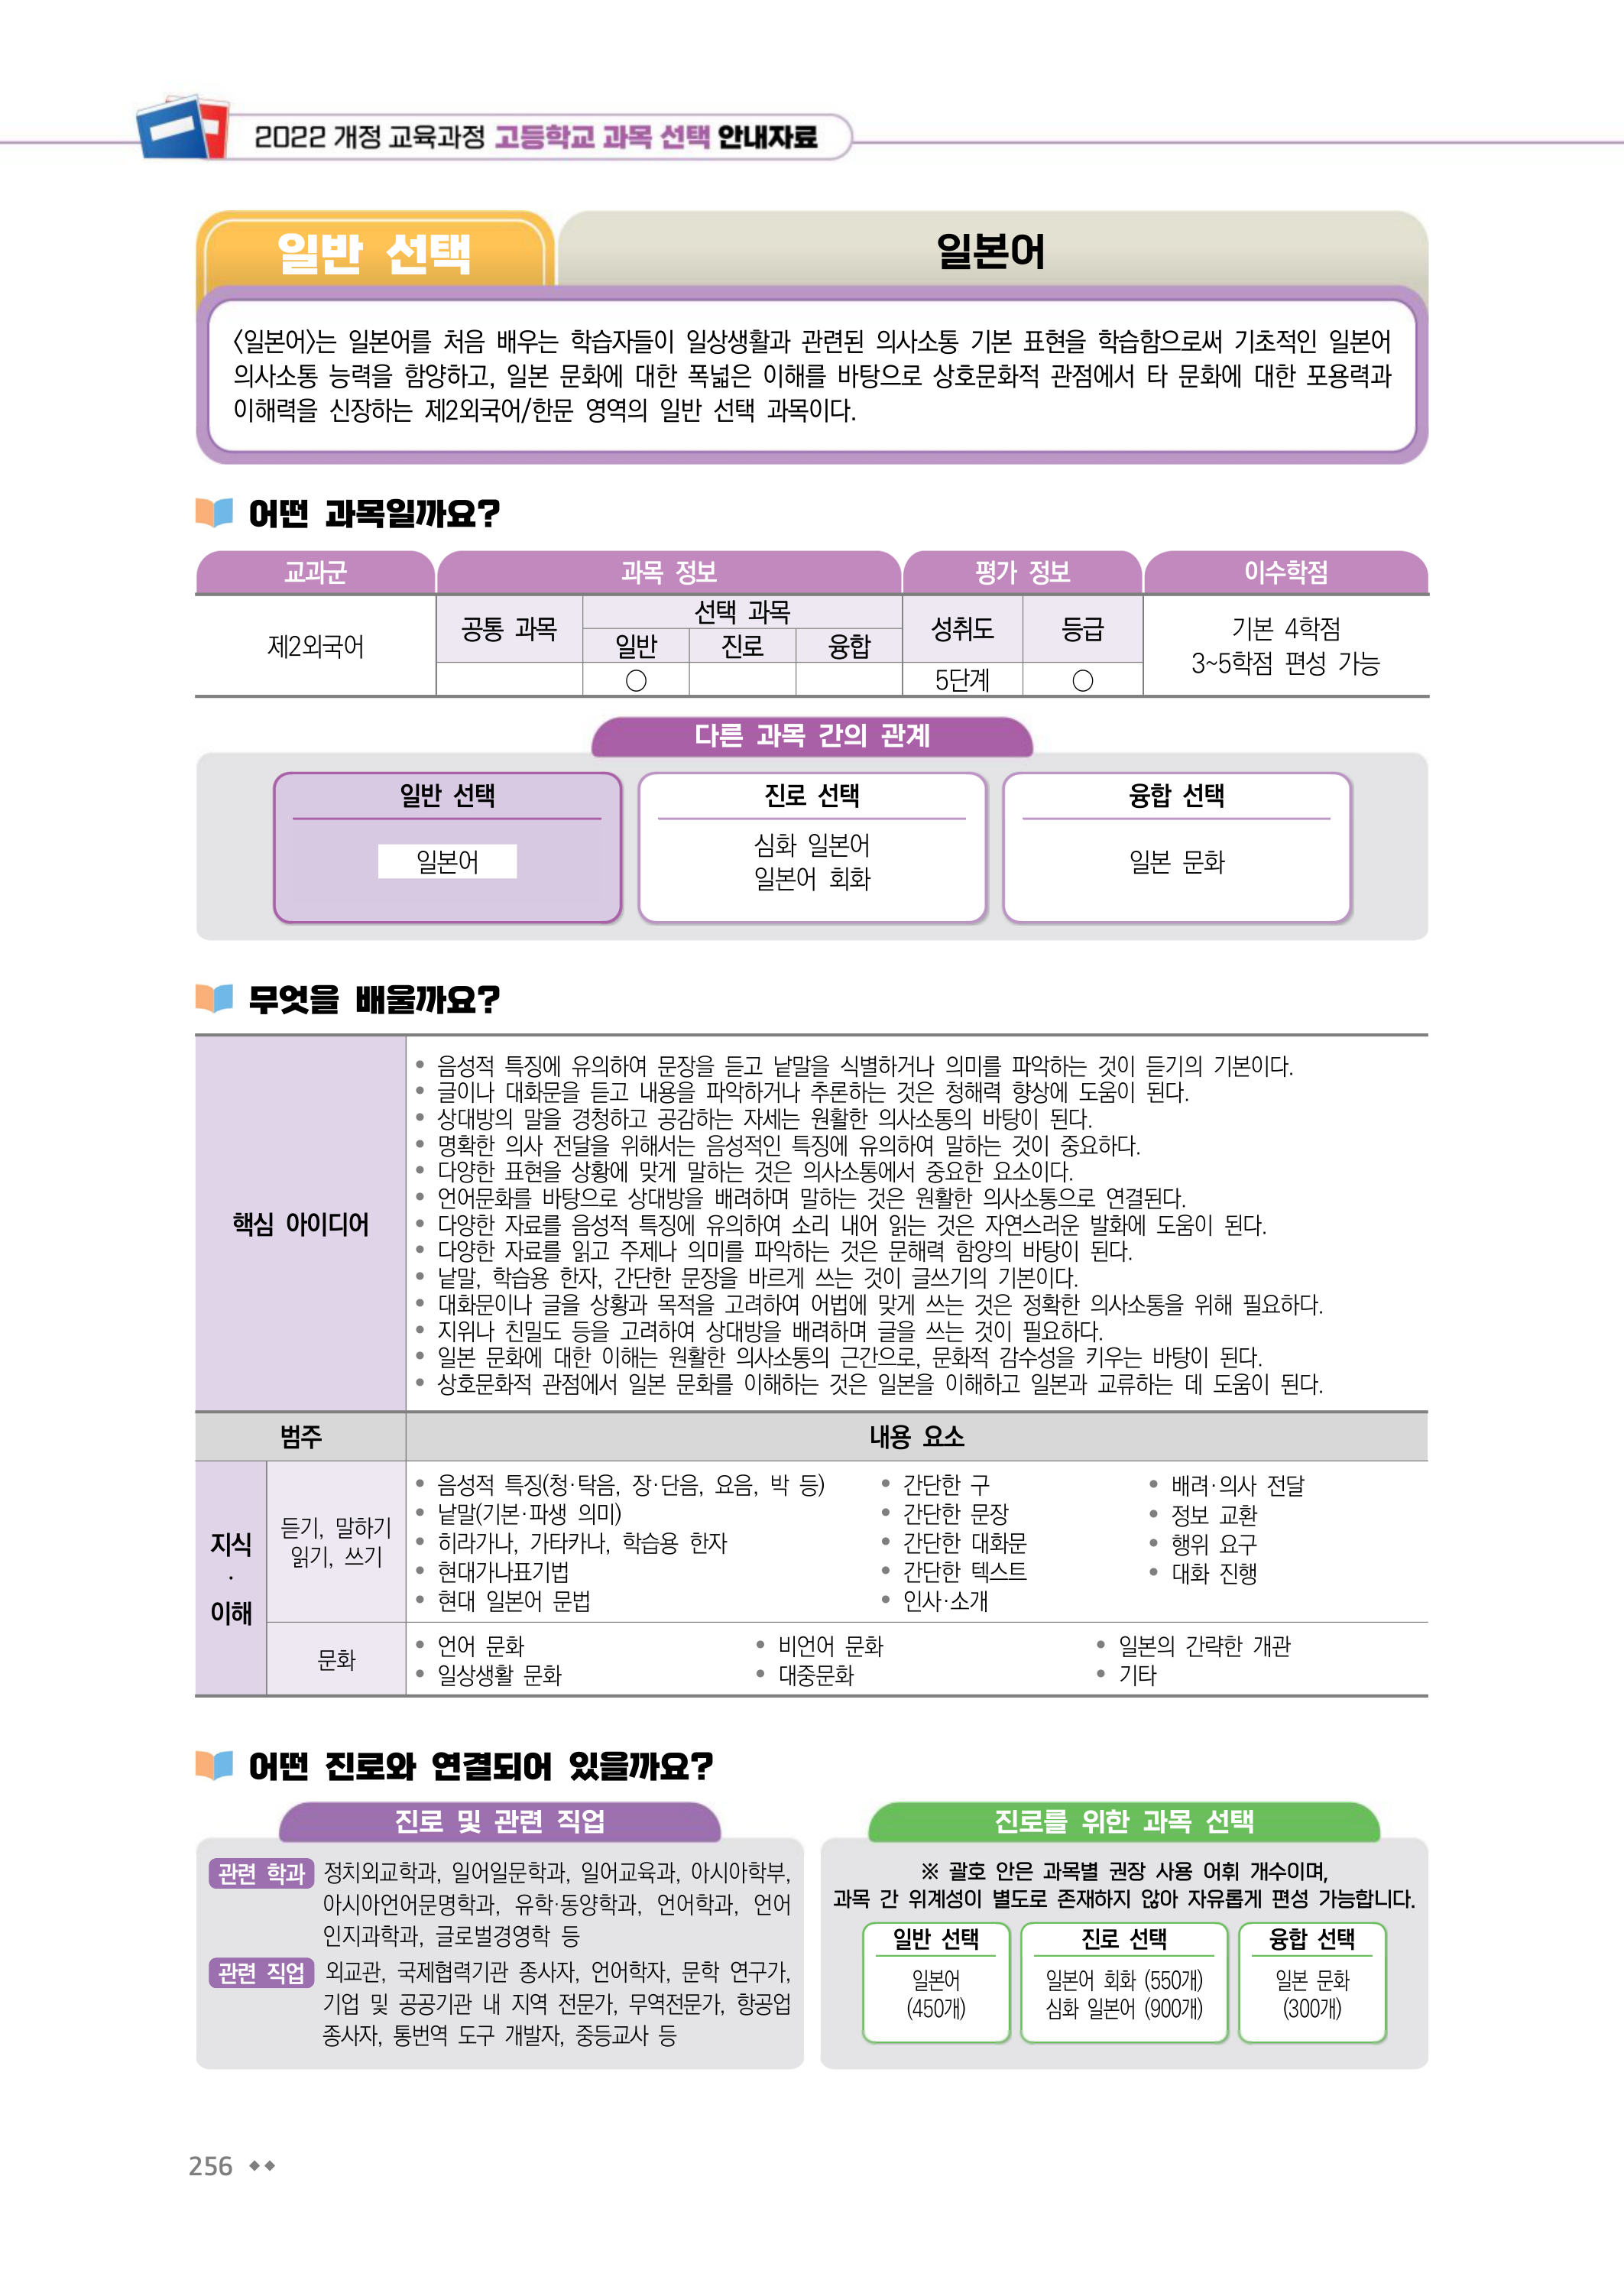 2022 개정 교육과정 고등학교 과목 선택 안내자료
일반 선택
일본어
〈일본어〉는 일본어를 처음 배우는 학습자들이 일상생활과 관련된 의사소통 기본 표현을 학습함으로써 기초적인 일본어
의사소통 능력을 함양하고, 일본 문화에 대한 폭넓은 이해를 바탕으로 상호문화적 관점에서 타 문화에 대한 포용력과
이해력을 신장하는 제2외국어/한문 영역의 일반 선택 과목이다.
어떤 과목일까요?
교과군 과목 정보 평가 정보 이수학점
제2외국어
공통 과목
선택 과목
일반 진로 융합
○
성취도 등급
5단계 ○
기본 4학점
3~5학점 편성 가능
다른 과목 간의 관계
일반 선택
일본어
진로 선택
심화 일본어
일본어 회화
융합 선택
일본 문화
무엇을 배울까요?
핵심 아이디어
• 음성적 특징에 유의하여 문장을 듣고 낱말을 식별하거나 의미를 파악하는 것이 듣기의 기본이다.
• 글이나 대화문을 듣고 내용을 파악하거나 추론하는 것은 청해력 향상에 도움이 된다.
• 상대방의 말을 경청하고 공감하는 자세는 원활한 의사소통의 바탕이 된다.
• 명확한 의사 전달을 위해서는 음성적인 특징에 유의하여 말하는 것이 중요하다.
• 다양한 표현을 상황에 맞게 말하는 것은 의사소통에서 중요한 요소이다.
• 언어문화를 바탕으로 상대방을 배려하며 말하는 것은 원활한 의사소통으로 연결된다.
• 다양한 자료를 음성적 특징에 유의하여 소리 내어 읽는 것은 자연스러운 발화에 도움이 된다.
• 다양한 자료를 읽고 주제나 의미를 파악하는 것은 문해력 함양의 바탕이 된다.
• 낱말, 학습용 한자, 간단한 문장을 바르게 쓰는 것이 글쓰기의 기본이다.
• 대화문이나 글을 상황과 목적을 고려하여 어법에 맞게 쓰는 것은 정확한 의사소통을 위해 필요하다.
• 지위나 친밀도 등을 고려하여 상대방을 배려하며 글을 쓰는 것이 필요하다.
• 일본 문화에 대한 이해는 원활한 의사소통의 근간으로, 문화적 감수성을 키우는 바탕이 된다.
• 상호문화적 관점에서 일본 문화를 이해하는 것은 일본을 이해하고 일본과 교류하는 데 도움이 된다.
범주 내용 요소
지식
·
이해
듣기, 말하기
읽기, 쓰기
• 음성적 특징(청·탁음, 장·단음, 요음, 박 등)
• 낱말(기본·파생 의미)
• 히라가나, 가타카나, 학습용 한자
• 현대가나표기법
• 현대 일본어 문법
• 간단한 구
• 간단한 문장
• 간단한 대화문
• 간단한 텍스트
• 인사·소개
• 배려·의사 전달
• 정보 교환
• 행위 요구
• 대화 진행
문화
• 언어 문화
• 일상생활 문화
• 비언어 문화
• 대중문화
• 일본의 간략한 개관
• 기타
어떤 진로와 연결되어 있을까요?
진로 및 관련 직업
관련 학과 정치외교학과, 일어일문학과, 일어교육과, 아시아학부,
아시아언어문명학과, 유학·동양학과, 언어학과, 언어
인지과학과, 글로벌경영학 등
관련 직업 외교관, 국제협력기관 종사자, 언어학자, 문학 연구가,
기업 및 공공기관 내 지역 전문가, 무역전문가, 항공업
종사자, 통번역 도구 개발자, 중등교사 등
진로를 위한 과목 선택
※ 괄호 안은 과목별 권장 사용 어휘 개수이며,
과목 간 위계성이 별도로 존재하지 않아 자유롭게 편성 가능합니다.
일반 선택
일본어
(450개)
진로 선택
일본어 회화 (550개)
심화 일본어 (900개)
융합 선택
일본 문화
(300개)
256 ◆◆